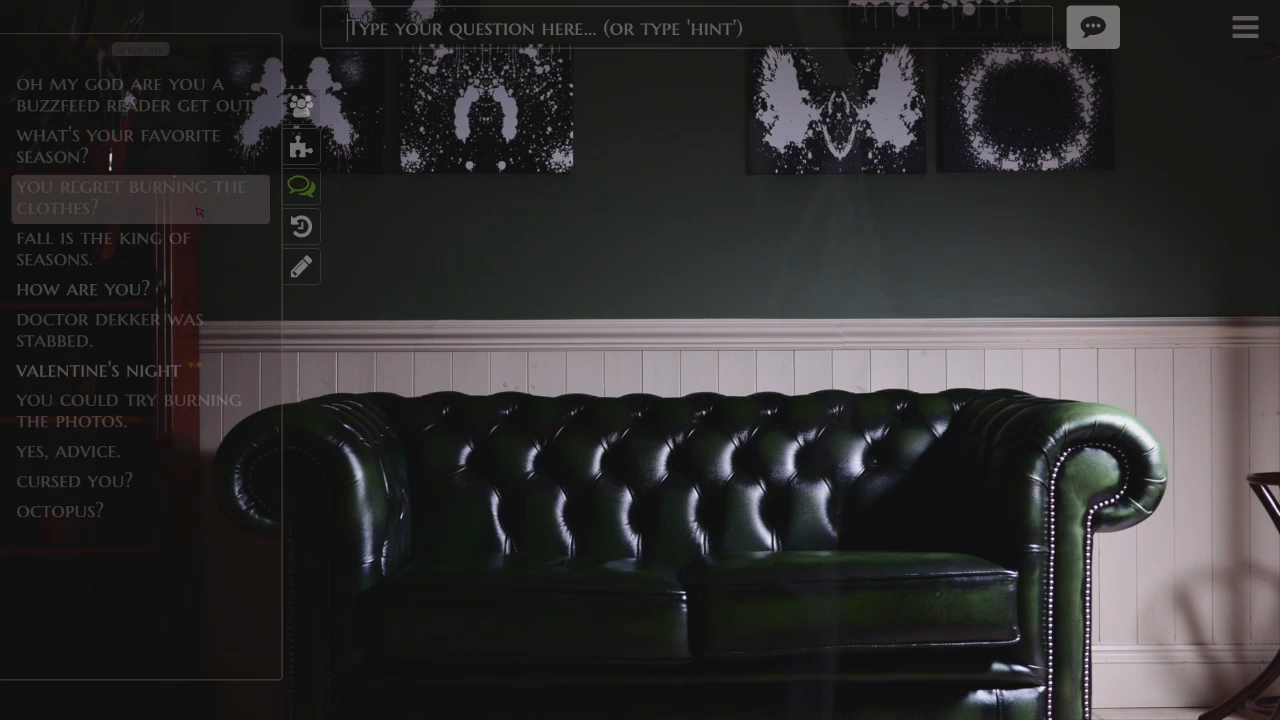 Type your question here... (or type 'hint')
SHOW ALL
OH MY GOD ARE YOU A
BUZZFEED READER GET OUT
WHAT'S YOUR FAVORITE
SEASON?
YOU REGRET BURNING THE
CLOTHES?
FALL IS THE KING OF
SEASONS.
HOW ARE YOU? *
DOCTOR DEKKER WAS
STABBED.
VALENTINE'S NIGHT **
YOU COULD TRY BURNING
THE PHOTOS.
YES, ADVICE.
CURSED YOU?
OCTOPUS?